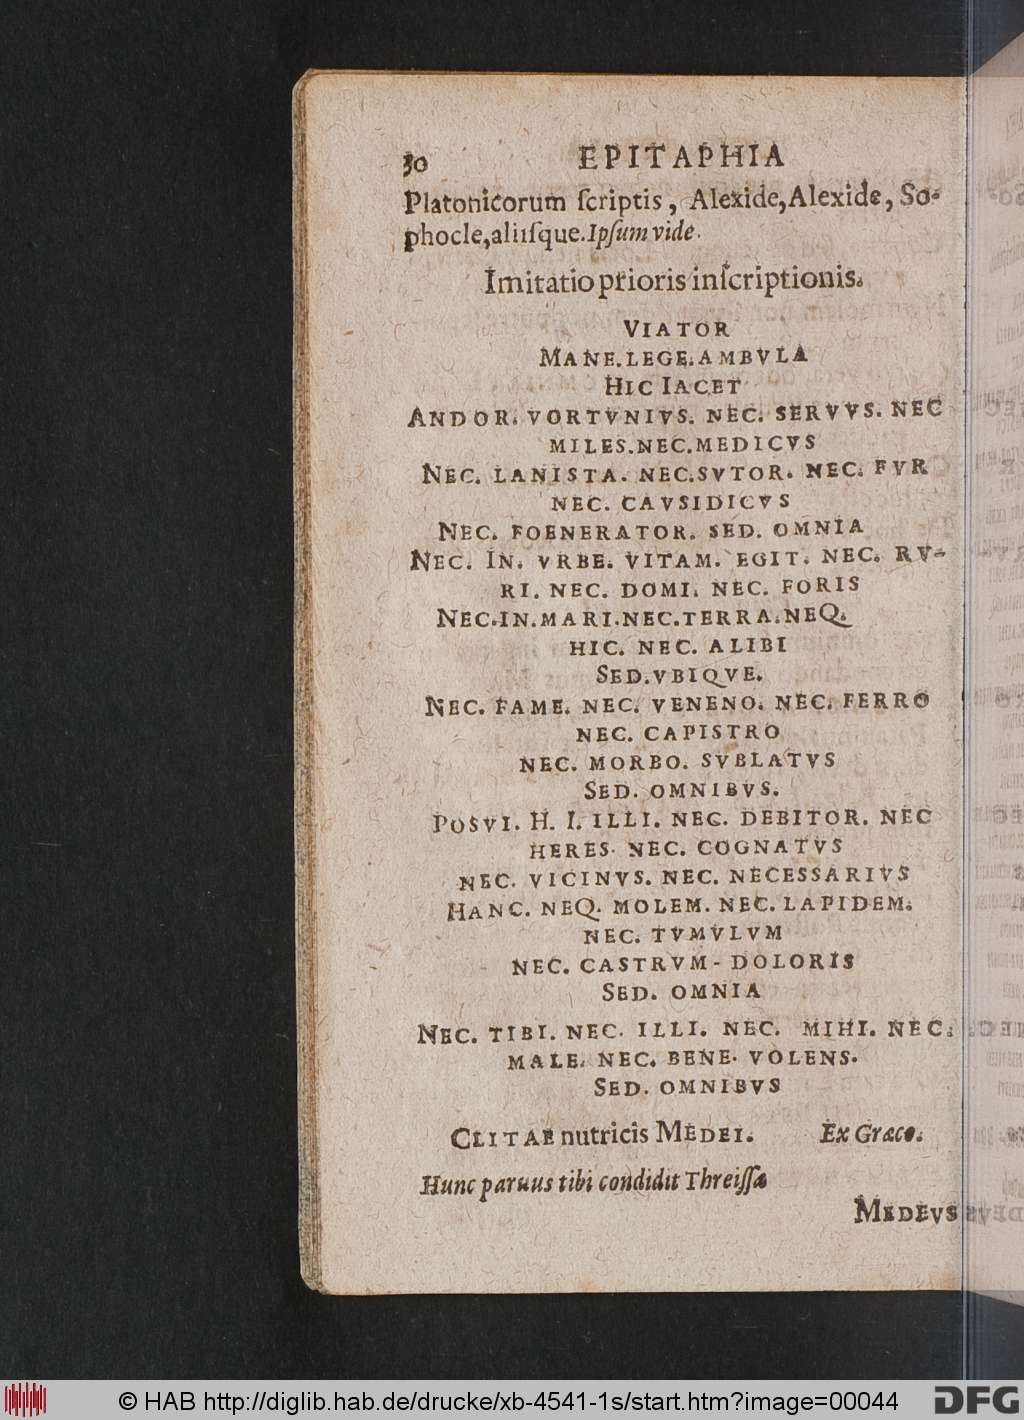 30 EPITAPHIA
Platonicorum ſcriptis, Alexide, Alexide, So-
phocle, aliiſque. Ipſum vide.
Imitatio prioris inſcriptionis.
VIATOR
MANE. LEGE. AMBVLA
HIC IACET
ANDOR. VORTVNIVS. NEC. SERVVS. NEC
MILES. NEC. MEDICVS
NEC. LANISTA. NEC. SVTOR. NEC. FVR
NEC. CAVSIDICVS
NEC. FOENERATOR. SED. OMNIA
NEC. IN. VRBE. VITAM. EGIT. NEC. RV-
RI. NEC. DOMI. NEC. FORIS
NEC. IN. MARI. NEC. TERRA. NEQ.
HIC. NEC. ALIBI
SED. VBIQVE.
NEC. FAME. NEC. VENENO. NEC. FERRO
NEC. CAPISTRO
NEC. MORBO. SVBLATVS
SED. OMNIBVS.
POSVI. H. I. ILLI. NEC. DEBITOR. NEC
HERES. NEC. COGNATVS
NEC. VICINVS. NEC. NECESSARIVS
HANC. NEQ. MOLEM. NEC. LAPIDEM.
NEC. TVMVLVM
NEC. CASTRVM- DOLORIS
SED. OMNIA
NEC. TIBI. NEC. ILLI. NEC. MIHI. NEC.
MALE. NEC. BENE. VOLENS.
SED. OMNIBVS
CLITAE nutricis MEDEI. Ex Græco.
Hunc paruus tibi condidit Threiſſæ
MEDEVS
© HAB http://diglib.hab.de/drucke/xb-4541-1s/start.htm?image=00044 DFG